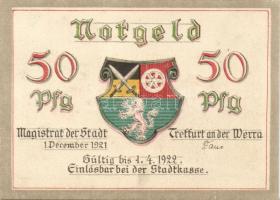 Notgeld
50 Pfg
50 Pfg
Magistrat der Stadt Treffurt an der Werra
1. December 1921
Gültig bis 1. 4. 1922.
Einlösbar bei der Stadtkasse.